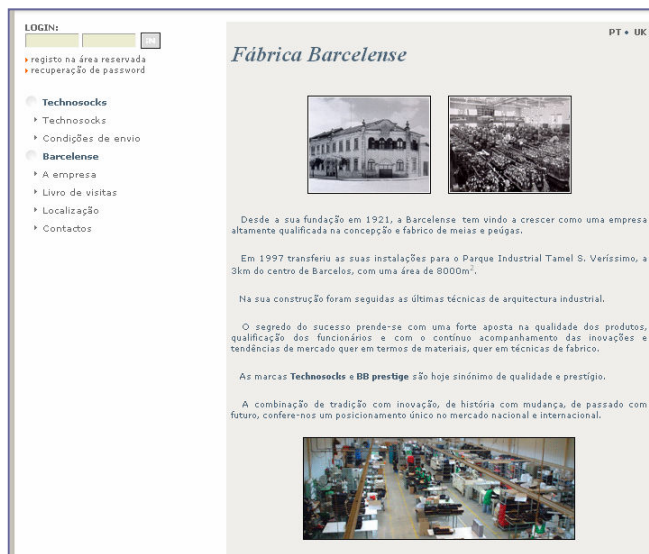 LOGIN:
registo na área reservada
recuperação de password
Technosocks
Technosocks
Condições de envio
Barcelense
A empresa
Livro de visitas
Localização
Contactos
PT • UK
Fábrica Barcelense
Desde a sua fundação em 1921, a Barcelense tem vindo a crescer como uma empresa
altamente qualificada na concepção e fabrico de meias e peúgas.
Em 1997 transferiu as suas instalações para o Parque Industrial Tamel S. Veríssimo, a
3km do centro de Barcelos, com uma área de 8000m².
Na sua construção foram seguidas as últimas técnicas de arquitectura industrial.
O segredo do sucesso prende-se com uma forte aposta na qualidade dos produtos,
qualificação dos funcionários e com o contínuo acompanhamento das inovações e
tendências de mercado quer em termos de materiais, quer em técnicas de fabrico.
As marcas Technosocks e BB prestige são hoje sinónimo de qualidade e prestígio.
A combinação de tradição com inovação, de história com mudança, de passado com
futuro, confere-nos um posicionamento único no mercado nacional e internacional.